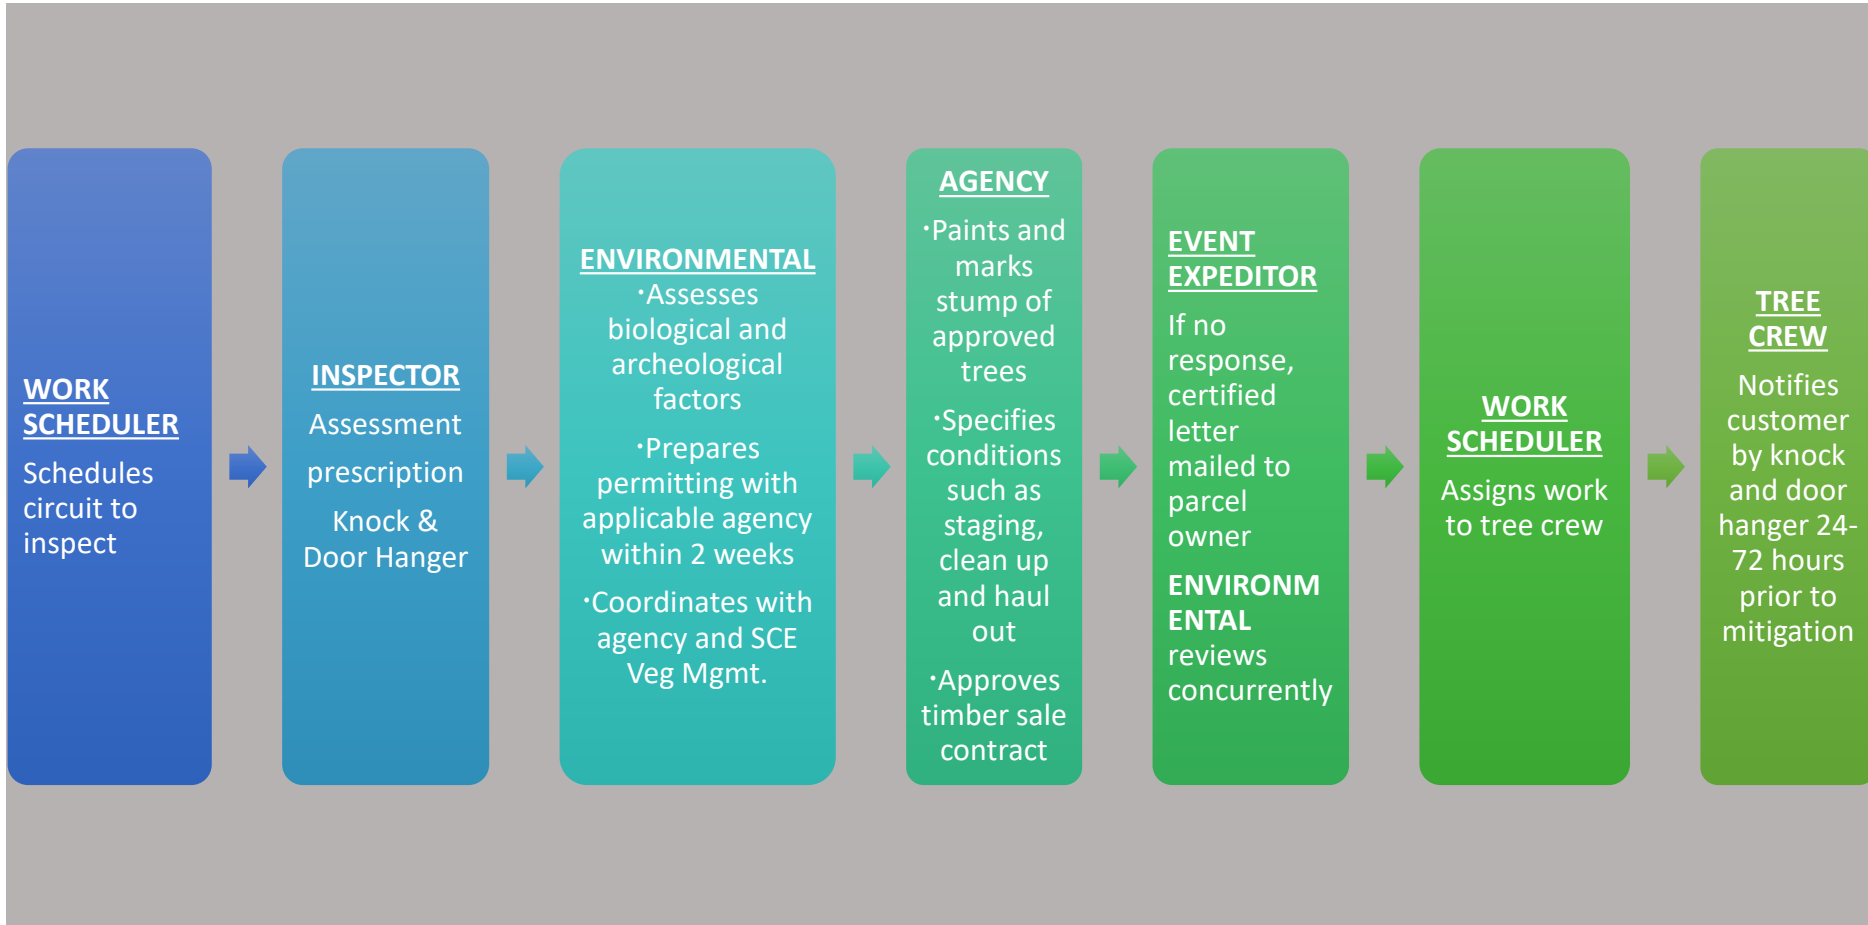 WORK
SCHEDULER
Schedules
circuit to
inspect
INSPECTOR
Assessment
prescription
Knock &
Door Hanger
ENVIRONMENTAL
·Assesses
biological and
archeological
factors
·Prepares
permitting with
applicable agency
within 2 weeks
·Coordinates with
agency and SCE
Veg Mgmt.
AGENCY
·Paints and
marks
stump of
approved
trees
·Specifies
conditions
such as
staging,
clean up
and haul
out
·Approves
timber sale
contract
EVENT
EXPEDITOR
If no
response,
certified
letter
mailed to
parcel
owner
ENVIRONM
ENTAL
reviews
concurrently
WORK
SCHEDULER
Assigns work
to tree crew
TREE
CREW
Notifies
customer
by knock
and door
hanger 24-
72 hours
prior to
mitigation